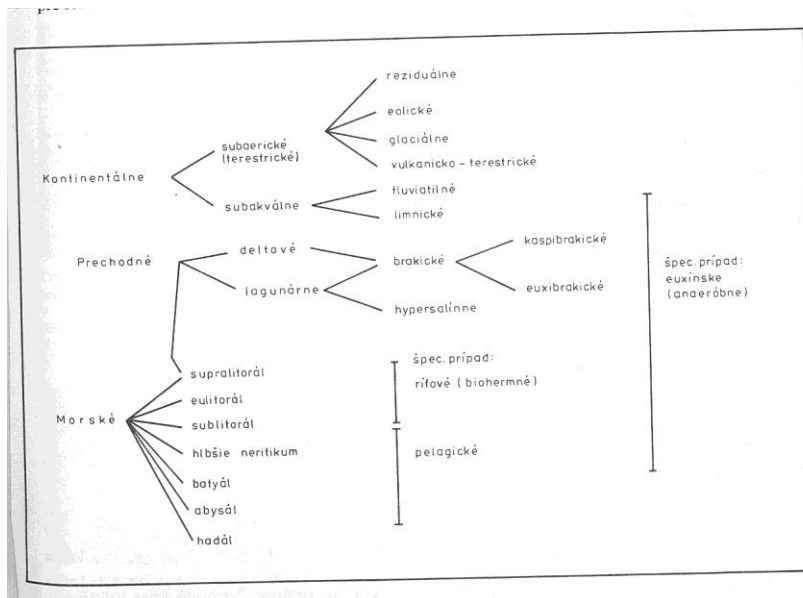 reziduálne
eolické
glaciálne
vulkanicko - terestrické
subaerické
(terestrické)
Kontinentálne
subakválne
fluviatilné
limnické
Prechodné
deltové
lagunárne
brakické
hypersalínne
kaspibrakické
euxibrakické
špec. prípad:
euxínske
(anaeróbne)
supralitorál
eulitorál
Morské
sublitorál
hlbšie neritikum
batyál
abysál
hadál
špec. prípad:
rífové (biohermné)
pelagické